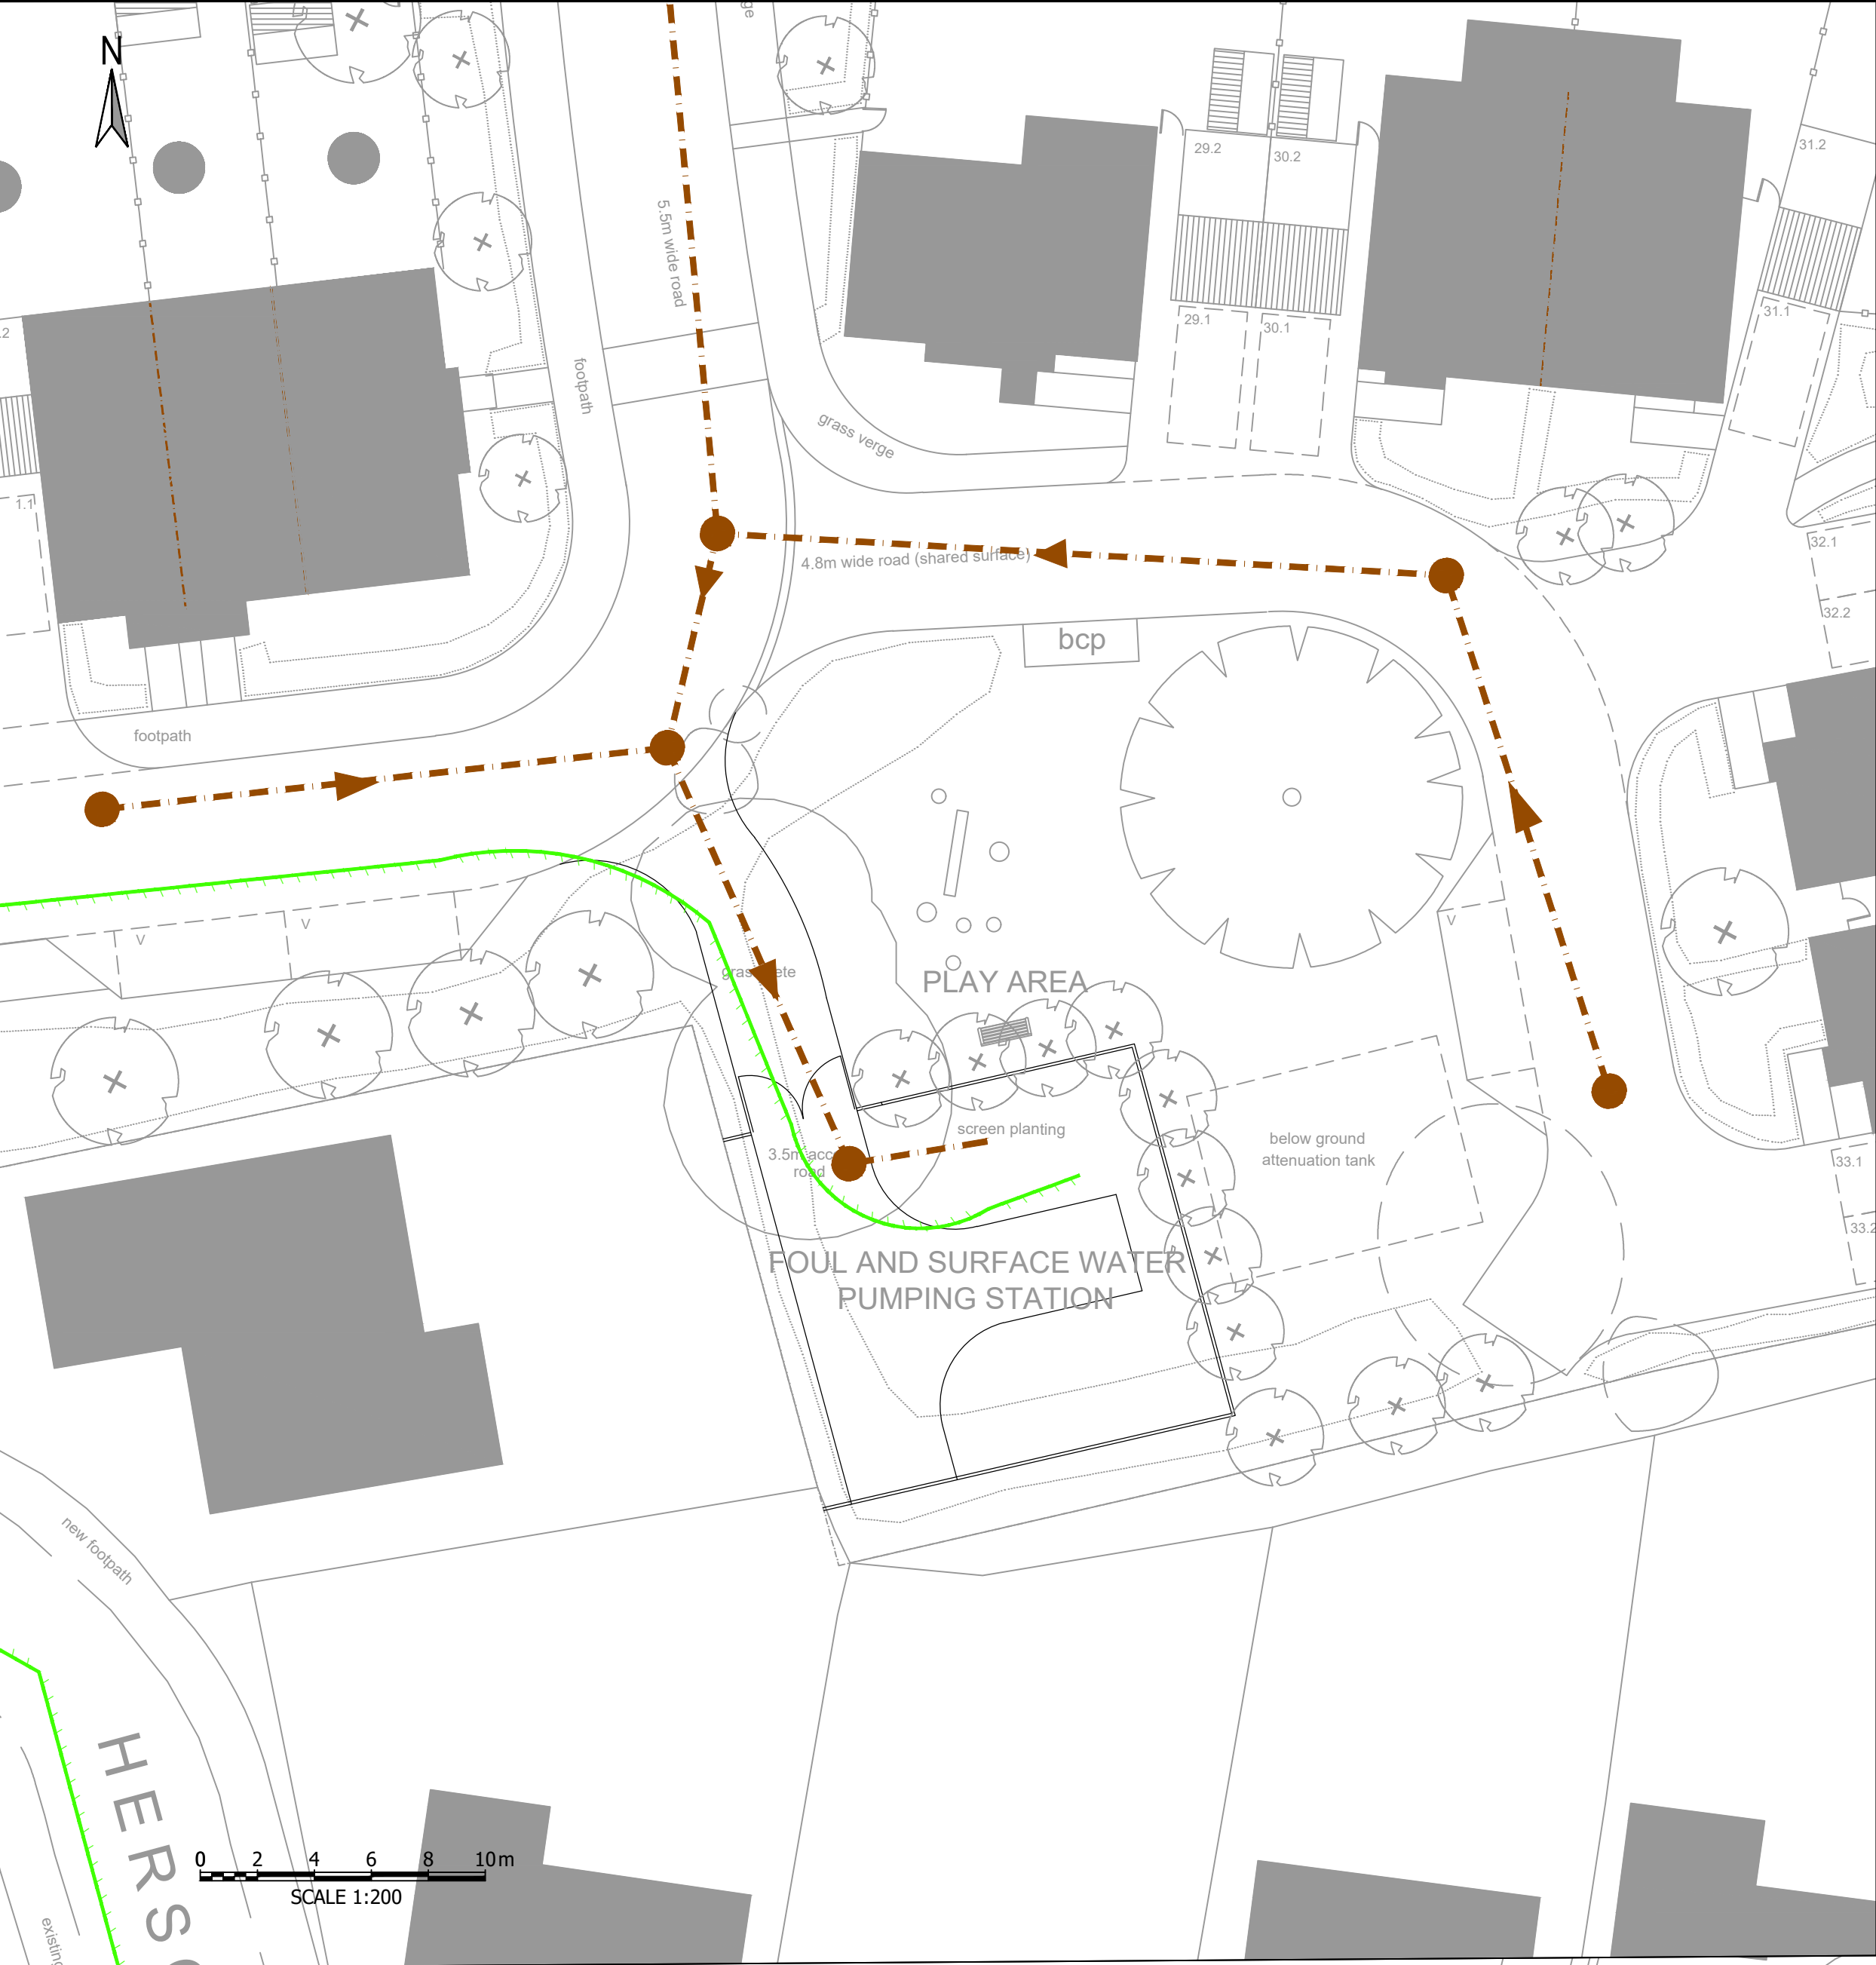 N
ge
29.2
30.2
31.2
5.5m wide road
29.1
30.1
31.1
.2
footpath
grass verge
1.1
4.8m wide road (shared surface)
32.1
32.2
bcp
footpath
V
V
V
PLAY AREA
screen planting
below ground
attenuation tank
3.5m acc
road
33.1
33.2
FOUL AND SURFACE WATER
PUMPING STATION
new footpath
HERS
0 2 4 6 8 10m
SCALE 1:200
existing